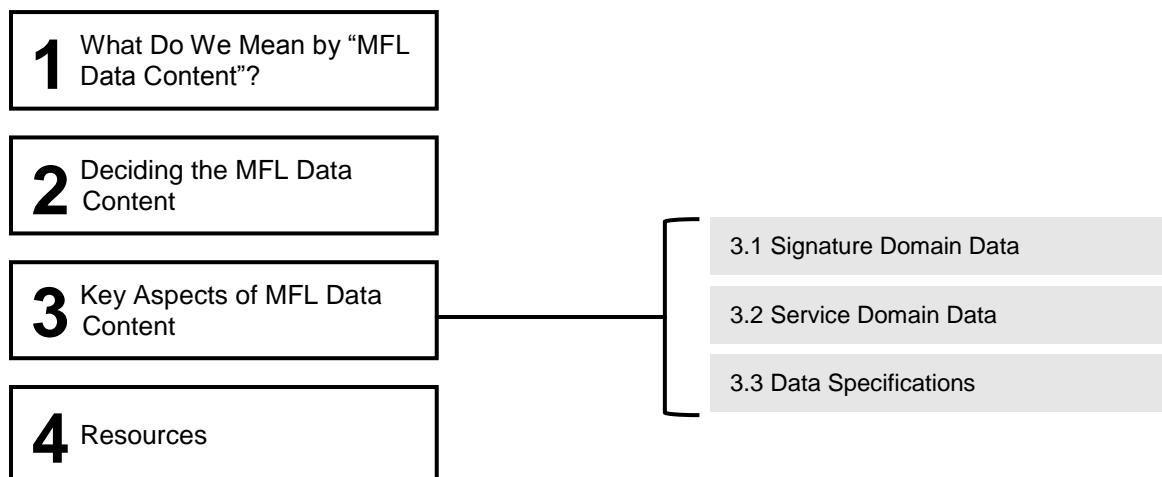 1 What Do We Mean by “MFL
Data Content”?
2 Deciding the MFL Data
Content
3 Key Aspects of MFL Data
Content
3.1 Signature Domain Data
3.2 Service Domain Data
3.3 Data Specifications
4 Resources